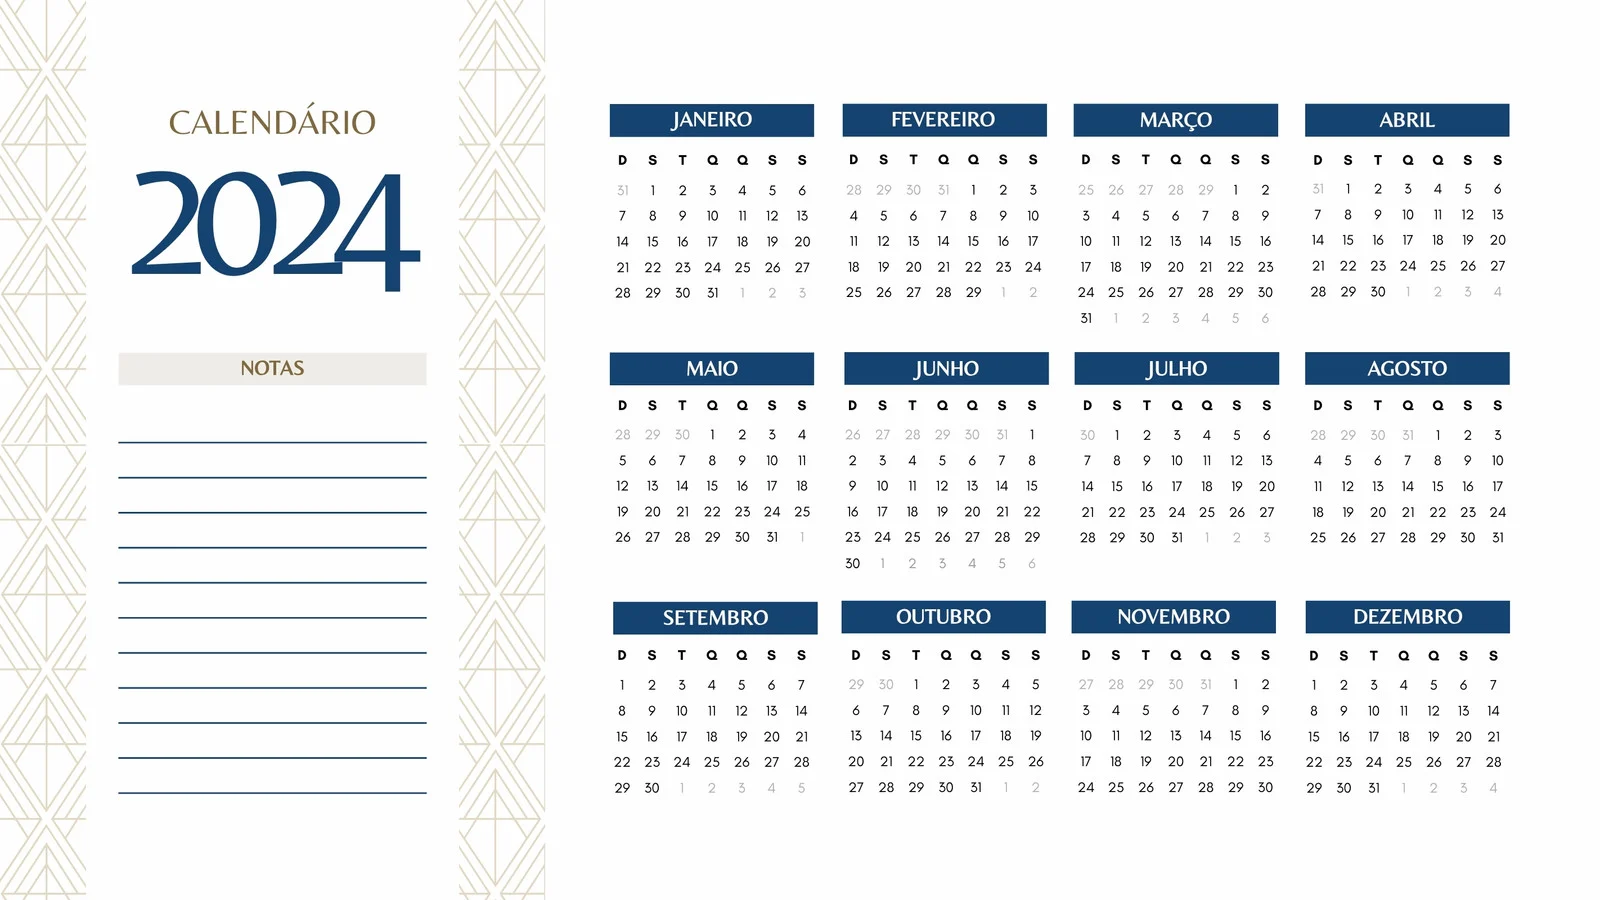 CALENDÁRIO
2024
NOTAS
JANEIRO
D S T Q Q S S
31 1 2 3 4 5 6
7 8 9 10 11 12 13
14 15 16 17 18 19 20
21 22 23 24 25 26 27
28 29 30 31 1 2 3
FEVEREIRO
D S T Q Q S S
28 29 30 31 1 2 3
4 5 6 7 8 9 10
11 12 13 14 15 16 17
18 19 20 21 22 23 24
25 26 27 28 29 1 2
MARÇO
D S T Q Q S S
25 26 27 28 29 1 2
3 4 5 6 7 8 9
10 11 12 13 14 15 16
17 18 19 20 21 22 23
24 25 26 27 28 29 30
31 1 2 3 4 5 6
ABRIL
D S T Q Q S S
31 1 2 3 4 5 6
7 8 9 10 11 12 13
14 15 16 17 18 19 20
21 22 23 24 25 26 27
28 29 30 1 2 3 4
MAIO
D S T Q Q S S
28 29 30 1 2 3 4
5 6 7 8 9 10 11
12 13 14 15 16 17 18
19 20 21 22 23 24 25
26 27 28 29 30 31 1
JUNHO
D S T Q Q S S
26 27 28 29 30 31 1
2 3 4 5 6 7 8
9 10 11 12 13 14 15
16 17 18 19 20 21 22
23 24 25 26 27 28 29
30 1 2 3 4 5 6
JULHO
D S T Q Q S S
30 1 2 3 4 5 6
7 8 9 10 11 12 13
14 15 16 17 18 19 20
21 22 23 24 25 26 27
28 29 30 31 1 2 3
AGOSTO
D S T Q Q S S
28 29 30 31 1 2 3
4 5 6 7 8 9 10
11 12 13 14 15 16 17
18 19 20 21 22 23 24
25 26 27 28 29 30 31
SETEMBRO
D S T Q Q S S
1 2 3 4 5 6 7
8 9 10 11 12 13 14
15 16 17 18 19 20 21
22 23 24 25 26 27 28
29 30 1 2 3 4 5
OUTUBRO
D S T Q Q S S
29 30 1 2 3 4 5
6 7 8 9 10 11 12
13 14 15 16 17 18 19
20 21 22 23 24 25 26
27 28 29 30 31 1 2
NOVEMBRO
D S T Q Q S S
27 28 29 30 31 1 2
3 4 5 6 7 8 9
10 11 12 13 14 15 16
17 18 19 20 21 22 23
24 25 26 27 28 29 30
DEZEMBRO
D S T Q Q S S
1 2 3 4 5 6 7
8 9 10 11 12 13 14
15 16 17 18 19 20 21
22 23 24 25 26 27 28
29 30 31 1 2 3 4